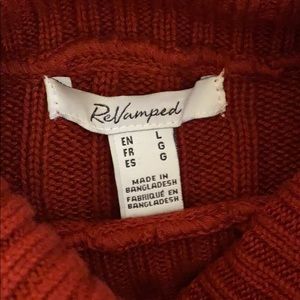 ReVamped
EN L
FR G
ES G
MADE IN
BANGLADESH
FABRIQUÉ EN
BANGLADESH